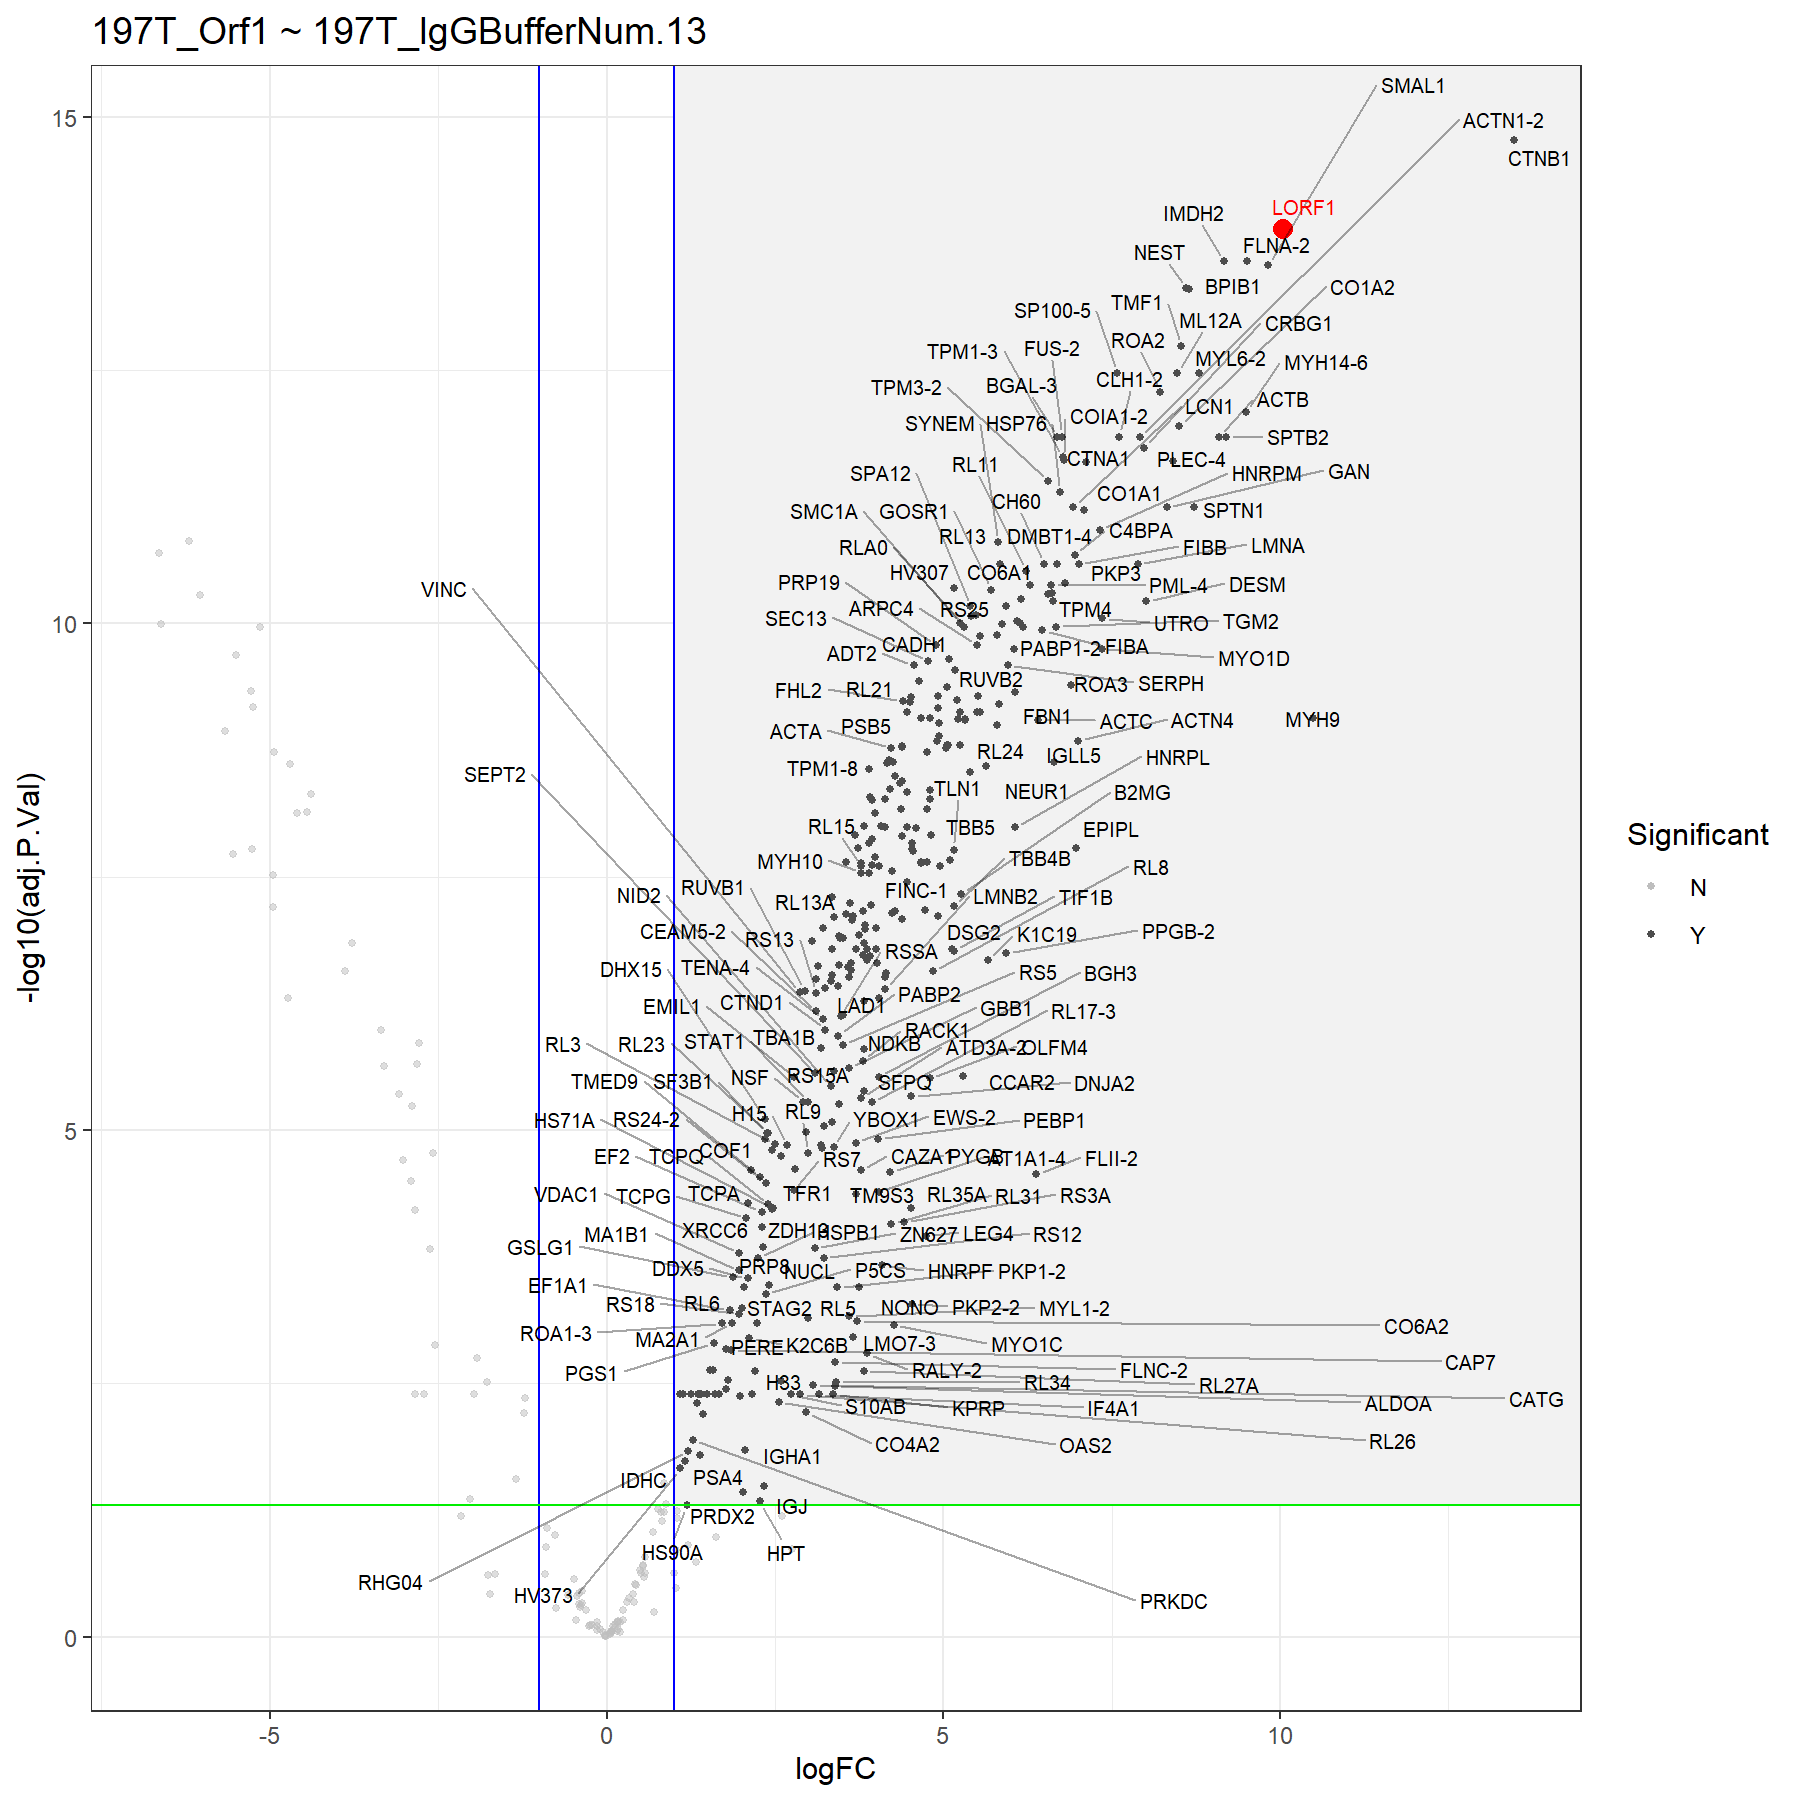 197T_Orf1 ~ 197T_IgGBufferNum.13
SMAL1
ACTN1-2
CTNB1
LORF1
IMDH2
FLNA-2
NEST
BPIB1
CO1A2
TMF1
SP100-5
ML12A
CRBG1
ROA2
FUS-2
TPM1-3
MYL6-2
MYH14-6
CLH1-2
BGAL-3
TPM3-2
ACTB
LCN1
COIA1-2
SYNEM
HSP76
SPTB2
CTNA1
PLEC-4
RL11
SPA12
HNRPM
GAN
CO1A1
CH60
SMC1A
GOSR1
SPTN1
C4BPA
RL13
DMBT1-4
RLA0
FIBB
LMNA
HV307
CO6A1
PKP3
PRP19
PML-4
DESM
ARPC4
RS25
TPM4
SEC13
UTRO
TGM2
VINC
CADH1
PABP1-2
FIBA
ADT2
MYO1D
RUVB2
SERPH
ROA3
FHL2
RL21
FBN1
ACTC
ACTN4
MYH9
ACTA
PSB5
RL24
IGLL5
HNRPL
TPM1-8
SEPT2
TLN1
NEUR1
B2MG
RL15
TBB5
EPIPL
MYH10
TBB4B
RL8
RUVB1
FINC-1
NID2
LMNB2
TIF1B
RL13A
CEAM5-2
RS13
DSG2
K1C19
PPGB-2
RSSA
DHX15
TENA-4
RS5
BGH3
PABP2
EMIL1
CTND1
LAD1
GBB1
RL17-3
RACK1
RL3
RL23
STAT1
TBA1B
NDKB
ATD3A-2
OLFM4
TMED9
SF3B1
NSF
RS15A
SFPQ
CCAR2
DNJA2
HS71A
RS24-2
H15
RL9
YBOX1
EWS-2
PEBP1
EF2
TCPQ
COF1
RS7
CAZA1
PYGB
AT1A1-4
FLII-2
VDAC1
TCPG
TCPA
TFR1
TM9S3
RL35A
RL31
RS3A
MA1B1
XRCC6
ZDH13
HSPB1
ZN627
LEG4
RS12
GSLG1
DDX5
PRP8
NUCL
P5CS
HNRPF
PKP1-2
EF1A1
RS18
RL6
STAG2
RL5
NONO
PKP2-2
MYL1-2
ROA1-3
MA2A1
PERE
K2C6B
LMO7-3
MYO1C
CO6A2
PGS1
RALY-2
FLNC-2
CAP7
H33
RL34
RL27A
S10AB
KPRP
IF4A1
ALDOA
CATG
CO4A2
OAS2
RL26
IGHA1
IDHC
PSA4
IGJ
PRDX2
HS90A
HPT
RHG04
HV373
PRKDC
15
10
5
0
-5
0
5
10
logFC
-log10(adj.P.Val)
Significant
N
Y